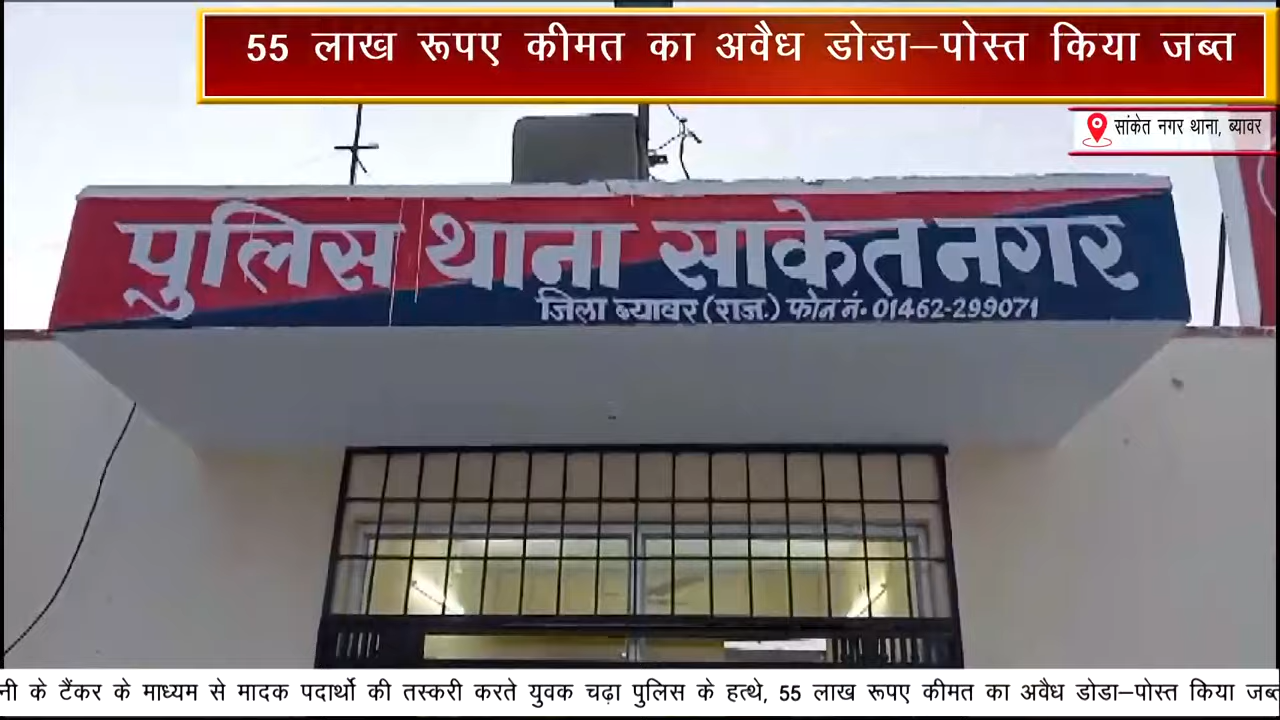 55 लाख रूपए कीमत का अवैध डोडा–पोस्त किया जब्त
सांकेत नगर थाना, ब्यावर
पुलिस थाना साकेत नगर
जिला ब्यावर (राज.) फोन नं. 01462-299071
नी के टैंकर के माध्यम से मादक पदार्थो की तस्करी करते युवक चढ़ा पुलिस के हत्थे, 55 लाख रूपए कीमत का अवैध डोडा–पोस्त किया जब्त